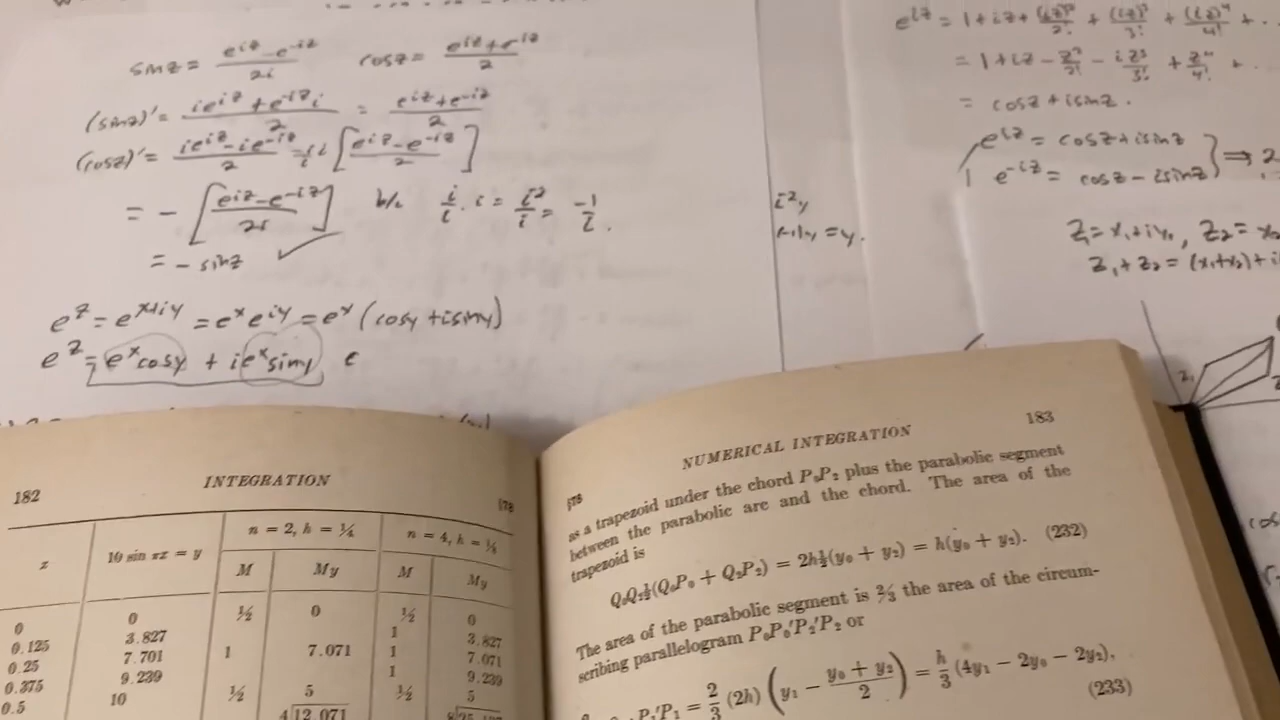 sin z = (e^{iz} - e^{-iz})/2i   cos z = (e^{iz} + e^{-iz})/2
(sin z)' = (ie^{iz} + e^{-iz}i)/2 = (e^{iz} + e^{-iz})/2
(cos z)' = (ie^{iz} - ie^{-iz})/2 = i/i i [(e^{iz} - e^{-iz})/2]
= - [(e^{iz} - e^{-iz})/2i]   b/c   i/i · i = i²/i = -1/i.
= - sin z ✓
e^z = e^{x+iy} = e^x e^{iy} = e^x (cos y + i sin y)
e^z = e^x cos y + i e^x sin y
e^{iz} = 1 + iz + (iz)²/2! + (iz)³/3! + (iz)⁴/4! + ..
= 1 + iz - z²/2! - i z³/3! + z⁴/4! + ..
= cos z + i sin z.
e^{iz} = cos z + i sin z
e^{-iz} = cos z - i sin z ⇒ 2
i²y
= y.
z₁ = x₁ + iy₁, z₂ = x₂
z₁ + z₂ = (x₁ + x₂) + i
z₁
182   INTEGRATION   §78
x   10 sin πx = y   n = 2, h = ¼   n = 4, h = ⅛
M   My   M   My
0   0   ½   0   ½   0
0.125   3.827   1   3.827
0.25   7.701   1   7.071   1   7.071
0.375   9.239   1   9.239
0.5   10   ½   5   ½   5
4|12.071
§78   NUMERICAL INTEGRATION   183
as a trapezoid under the chord P₀P₂ plus the parabolic segment
between the parabolic arc and the chord. The area of the
trapezoid is
Q₀Q₂½(Q₀P₀ + Q₂P₂) = 2h½(y₀ + y₂) = h(y₀ + y₂).   (232)
The area of the parabolic segment is ⅔ the area of the circum-
scribing parallelogram P₀P₀'P₂'P₂ or
P₁'P₁ = 2/3 (2h) (y₁ - (y₀ + y₂)/2) = h/3 (4y₁ - 2y₀ - 2y₂).
(233)